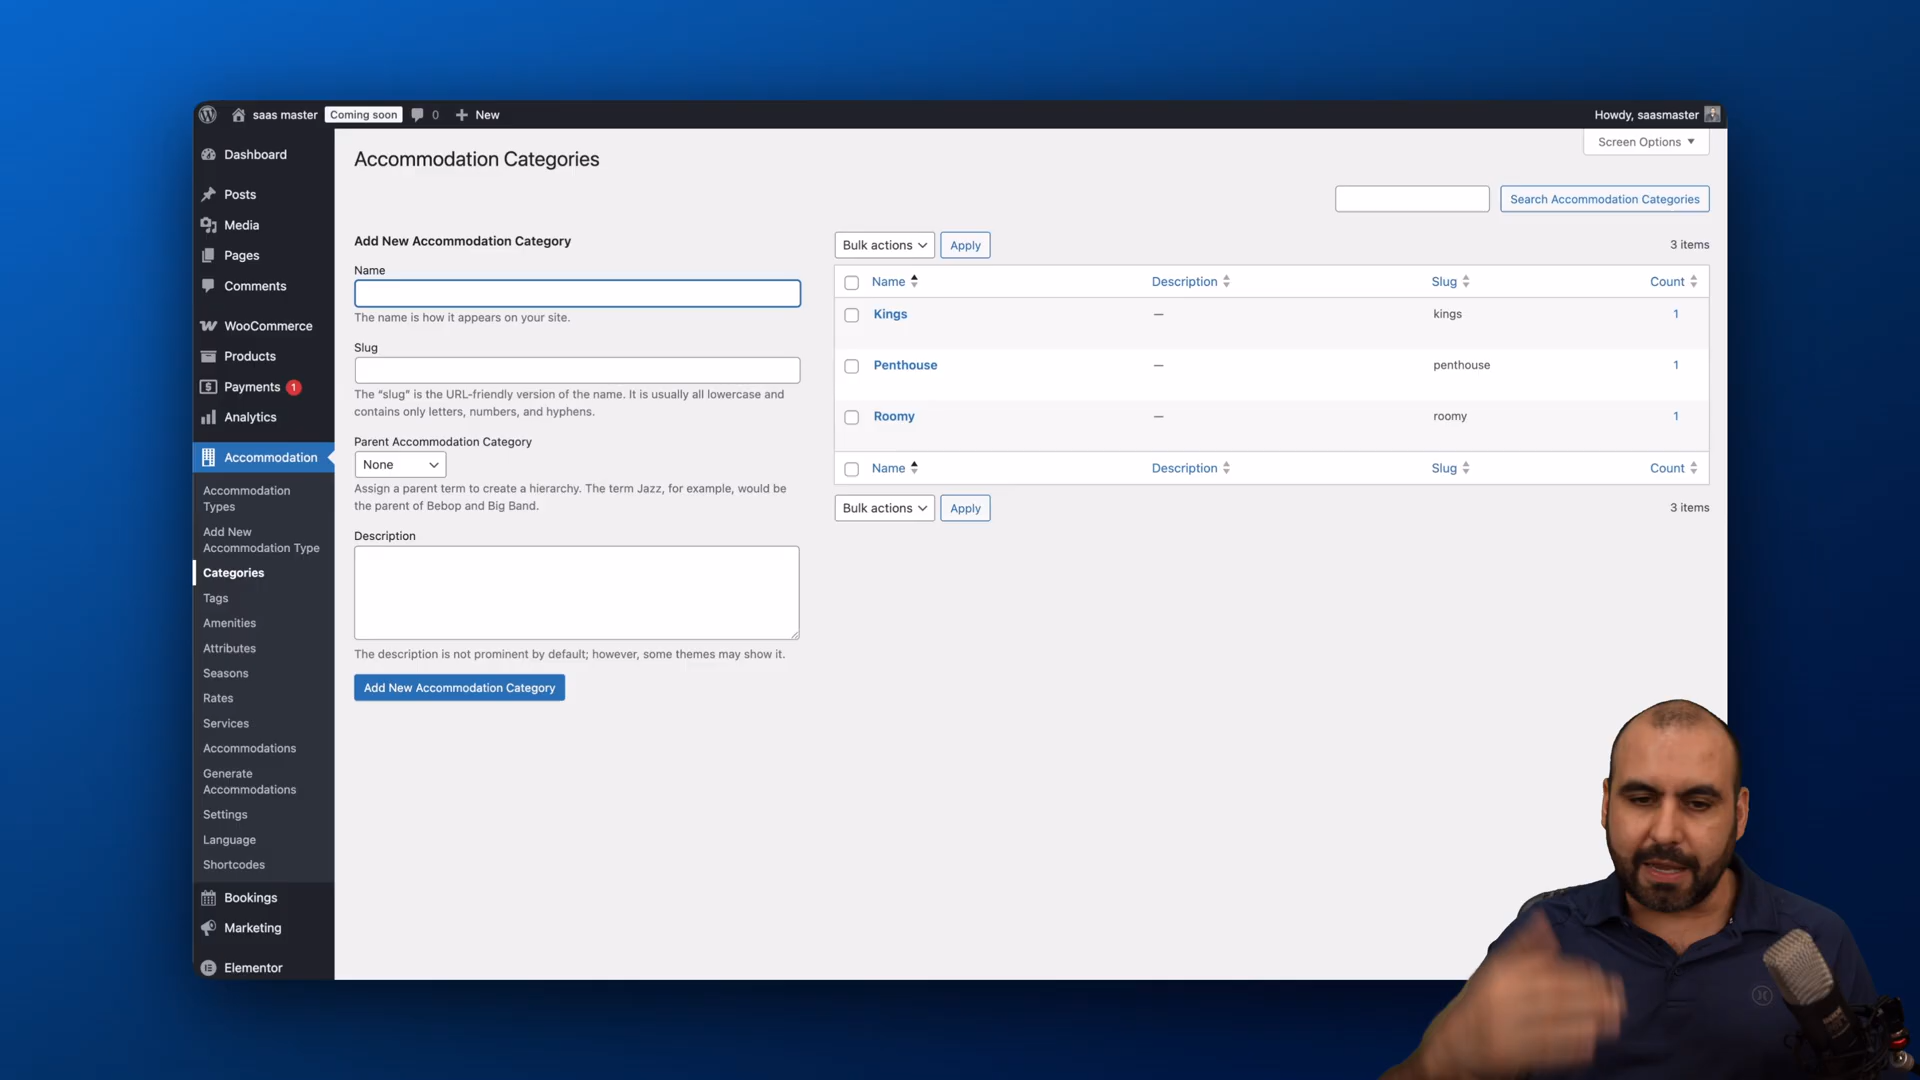 saas master
Coming soon
0
New
Howdy, saasmaster
Screen Options
Dashboard
Posts
Media
Pages
Comments
WooCommerce
Products
Payments 1
Analytics
Accommodation
Accommodation
Types
Add New
Accommodation Type
Categories
Tags
Amenities
Attributes
Seasons
Rates
Services
Accommodations
Generate
Accommodations
Settings
Language
Shortcodes
Bookings
Marketing
Elementor
Accommodation Categories
Search Accommodation Categories
Add New Accommodation Category
Name
The name is how it appears on your site.
Slug
The “slug” is the URL-friendly version of the name. It is usually all lowercase and
contains only letters, numbers, and hyphens.
Parent Accommodation Category
None
Assign a parent term to create a hierarchy. The term Jazz, for example, would be
the parent of Bebop and Big Band.
Description
The description is not prominent by default; however, some themes may show it.
Add New Accommodation Category
Bulk actions
Apply
3 items
Name Description Slug Count
Kings — kings 1
Penthouse — penthouse 1
Roomy — roomy 1
Name Description Slug Count
Bulk actions
Apply
3 items